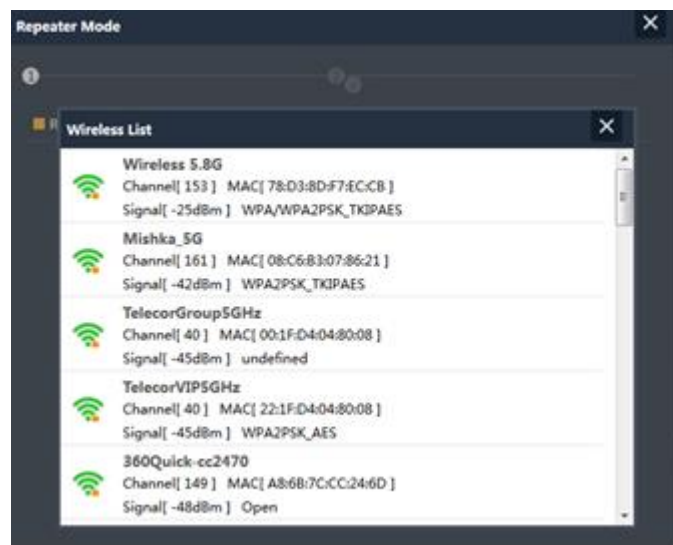 Repeater Mode
1
R
Wireless List
Wireless 5.8G
Channel[ 153 ] MAC[ 78:D3:8D:F7:EC:CB ]
Signal[ -25dBm ] WPA/WPA2PSK_TKIPAES
Mishka_5G
Channel[ 161 ] MAC[ 08:C6:B3:07:86:21 ]
Signal[ -42dBm ] WPA2PSK_TKIPAES
TelecorGroup5GHz
Channel[ 40 ] MAC[ 00:1F:D4:04:80:08 ]
Signal[ -45dBm ] undefined
TelecorVIP5GHz
Channel[ 40 ] MAC[ 22:1F:D4:04:80:08 ]
Signal[ -45dBm ] WPA2PSK_AES
360Quick-cc2470
Channel[ 149 ] MAC[ A8:6B:7C:CC:24:6D ]
Signal[ -48dBm ] Open